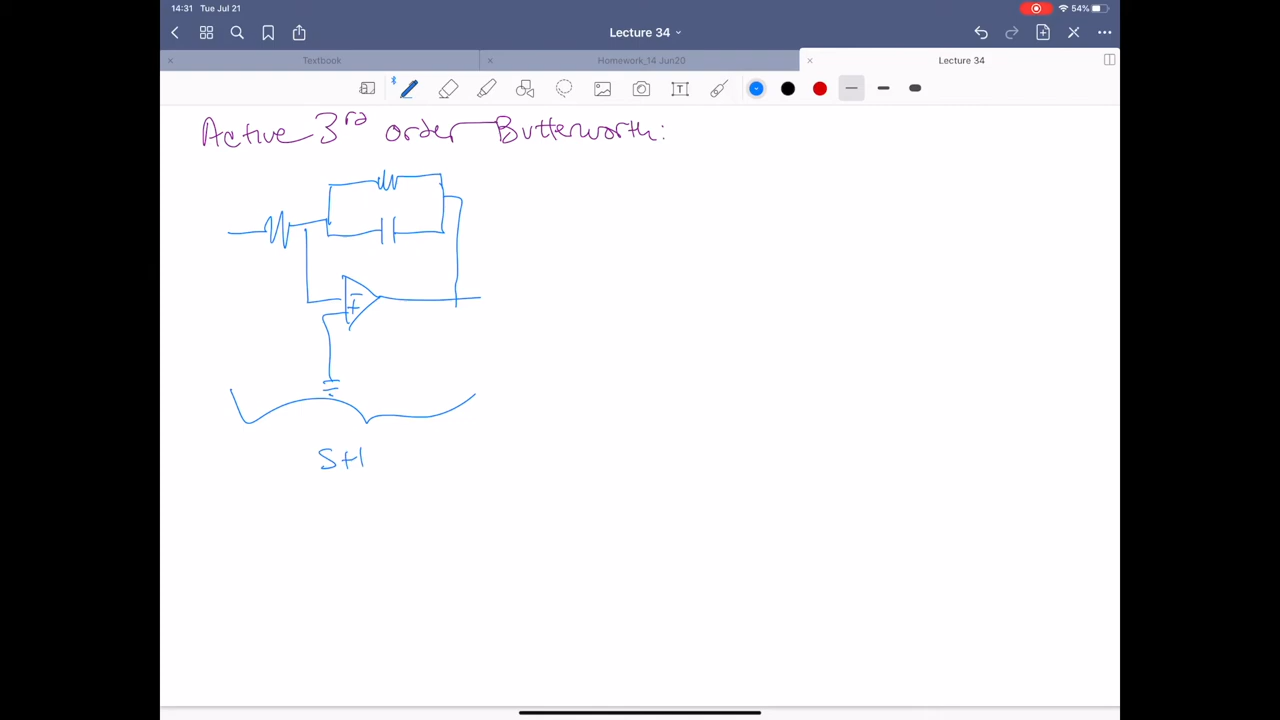 14:31 Tue Jul 21
54%
Lecture 34
Textbook
Homework_14 Jun20
Lecture 34
T
Active 3rd order Butterworth:
-
+
S+1